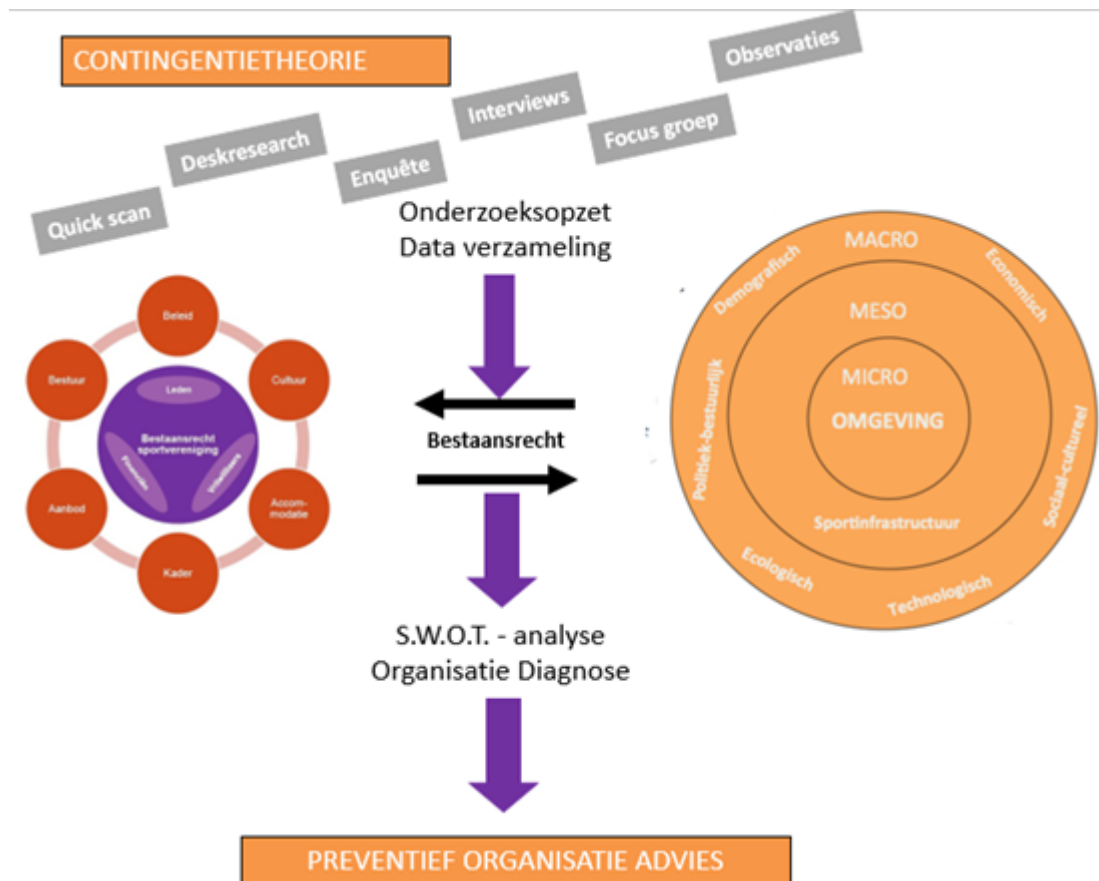 CONTINGENTIETHEORIE
Observaties
Interviews
Focus groep
Deskresearch
Enquête
Quick scan
Onderzoeksopzet
Data verzameling
Beleid
Bestuur
Cultuur
Leden
Bestaansrecht
sportvereniging
Financiën
Vrijwilligers
Aanbod
Accom-
modatie
Kader
Bestaansrecht
MACRO
Demografisch
Economisch
MESO
MICRO
OMGEVING
Politiek-bestuurlijk
Sociaal-cultureel
Sportinfrastructuur
Ecologisch
Technologisch
S.W.O.T. - analyse
Organisatie Diagnose
PREVENTIEF ORGANISATIE ADVIES